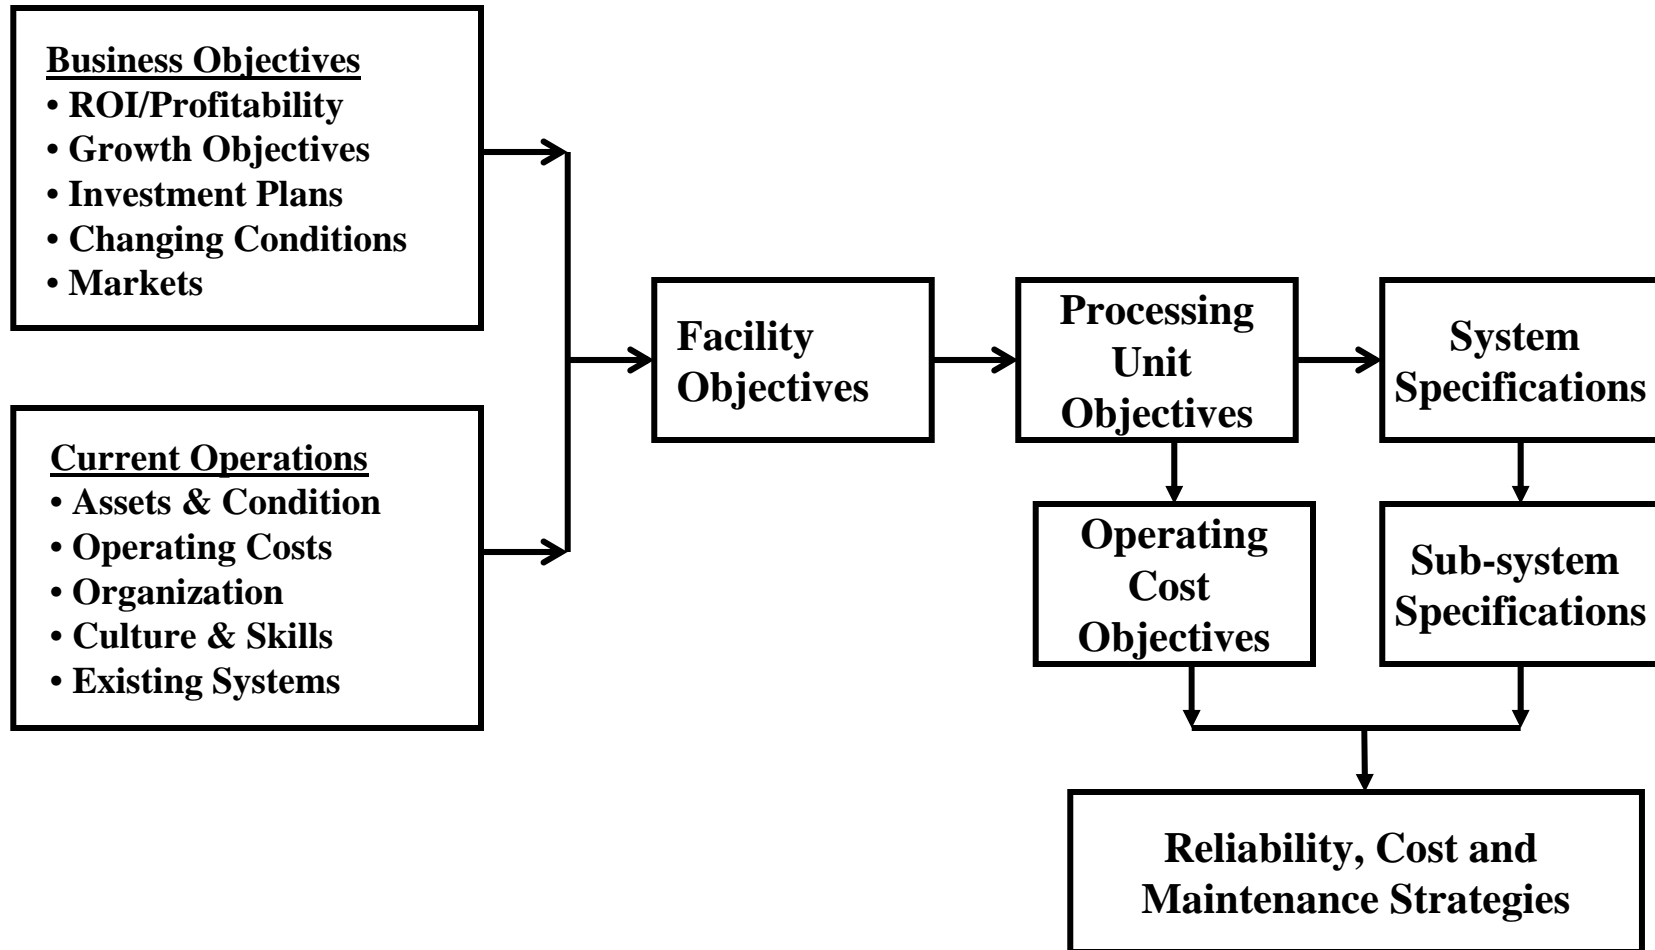 Business Objectives
• ROI/Profitability
• Growth Objectives
• Investment Plans
• Changing Conditions
• Markets
Current Operations
• Assets & Condition
• Operating Costs
• Organization
• Culture & Skills
• Existing Systems
Facility
Objectives
Processing
Unit
Objectives
System
Specifications
Operating
Cost
Objectives
Sub-system
Specifications
Reliability, Cost and
Maintenance Strategies